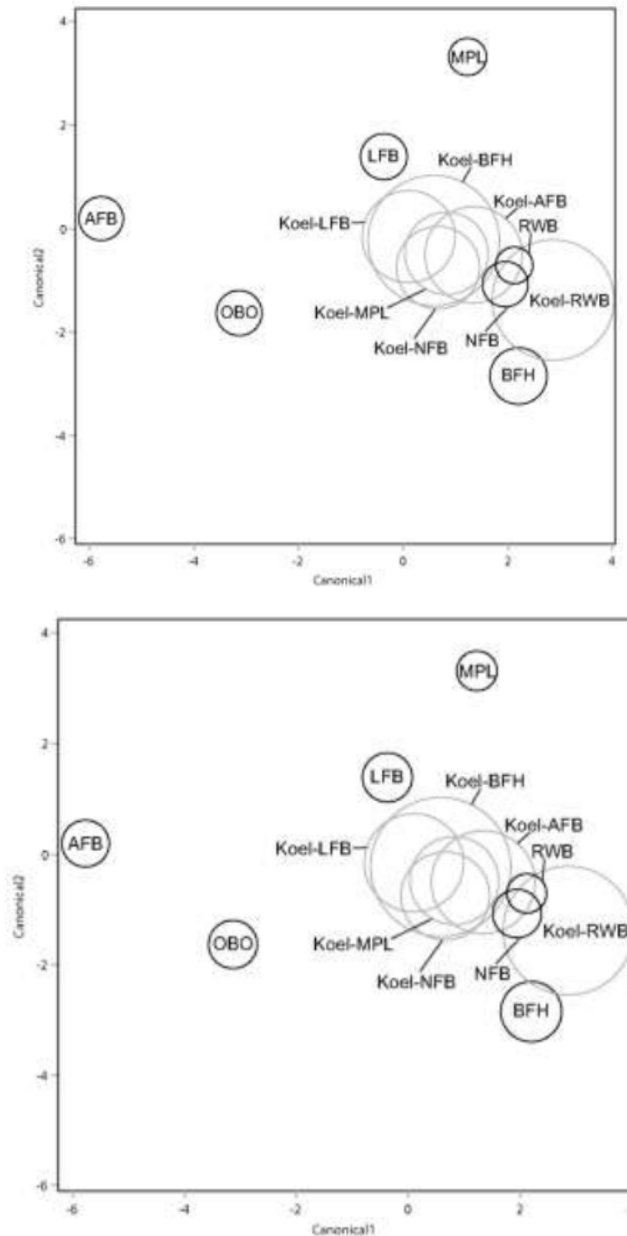 4
MPL
2
LFB
Koel-BFH
Koel-LFB
Koel-AFB
AFB
0
RWB
Canonical2
Koel-MPL
Koel-RWB
OBO
-2
Koel-NFB
NFB
BFH
-4
-6
-6 -4 -2 0 2 4
Canonical1
4
MPL
2
LFB
Koel-BFH
Koel-LFB
Koel-AFB
AFB
0
RWB
Canonical2
Koel-MPL
Koel-RWB
OBO
-2
Koel-NFB
NFB
BFH
-4
-6
-6 -4 -2 0 2
Canonical1